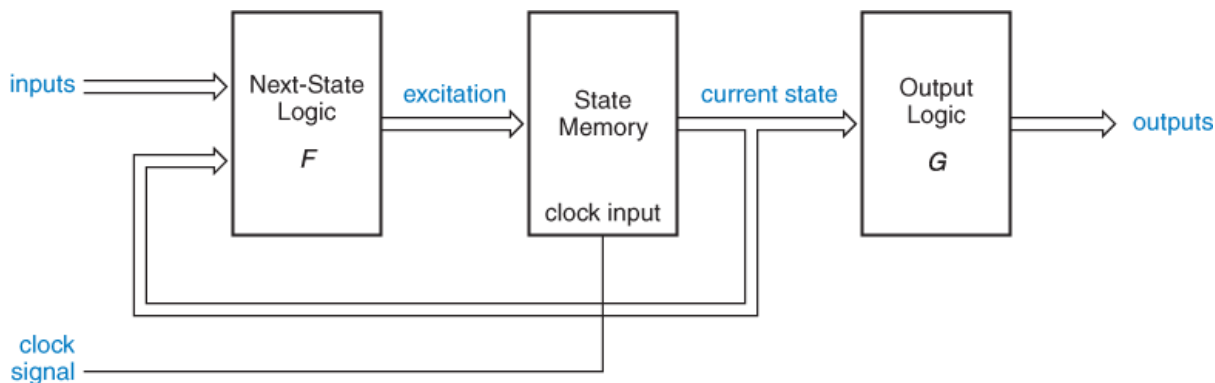 inputs
Next-State
Logic
F
excitation
State
Memory
clock input
current state
Output
Logic
G
outputs
clock
signal